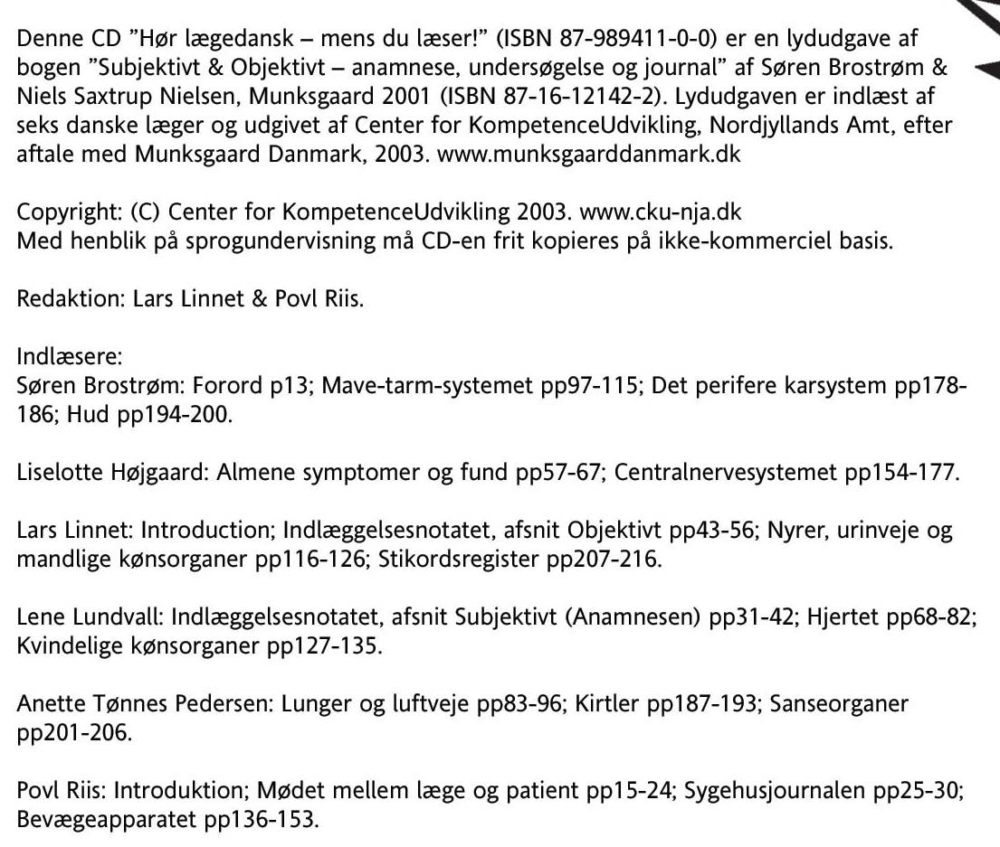 Denne CD ”Hør lægedansk – mens du læser!” (ISBN 87-989411-0-0) er en lydudgave af
bogen ”Subjektivt & Objektivt – anamnese, undersøgelse og journal” af Søren Brostrøm &
Niels Saxtrup Nielsen, Munksgaard 2001 (ISBN 87-16-12142-2). Lydudgaven er indlæst af
seks danske læger og udgivet af Center for KompetenceUdvikling, Nordjyllands Amt, efter
aftale med Munksgaard Danmark, 2003. www.munksgaarddanmark.dk
Copyright: (C) Center for KompetenceUdvikling 2003. www.cku-nja.dk
Med henblik på sprogundervisning må CD-en frit kopieres på ikke-kommerciel basis.
Redaktion: Lars Linnet & Povl Riis.
Indlæsere:
Søren Brostrøm: Forord p13; Mave-tarm-systemet pp97-115; Det perifere karsystem pp178-
186; Hud pp194-200.
Liselotte Højgaard: Almene symptomer og fund pp57-67; Centralnervesystemet pp154-177.
Lars Linnet: Introduction; Indlæggelsesnotatet, afsnit Objektivt pp43-56; Nyrer, urinveje og
mandlige kønsorganer pp116-126; Stikordsregister pp207-216.
Lene Lundvall: Indlæggelsesnotatet, afsnit Subjektivt (Anamnesen) pp31-42; Hjertet pp68-82;
Kvindelige kønsorganer pp127-135.
Anette Tønnes Pedersen: Lunger og luftveje pp83-96; Kirtler pp187-193; Sanseorganer
pp201-206.
Povl Riis: Introduktion; Mødet mellem læge og patient pp15-24; Sygehusjournalen pp25-30;
Bevægeapparatet pp136-153.